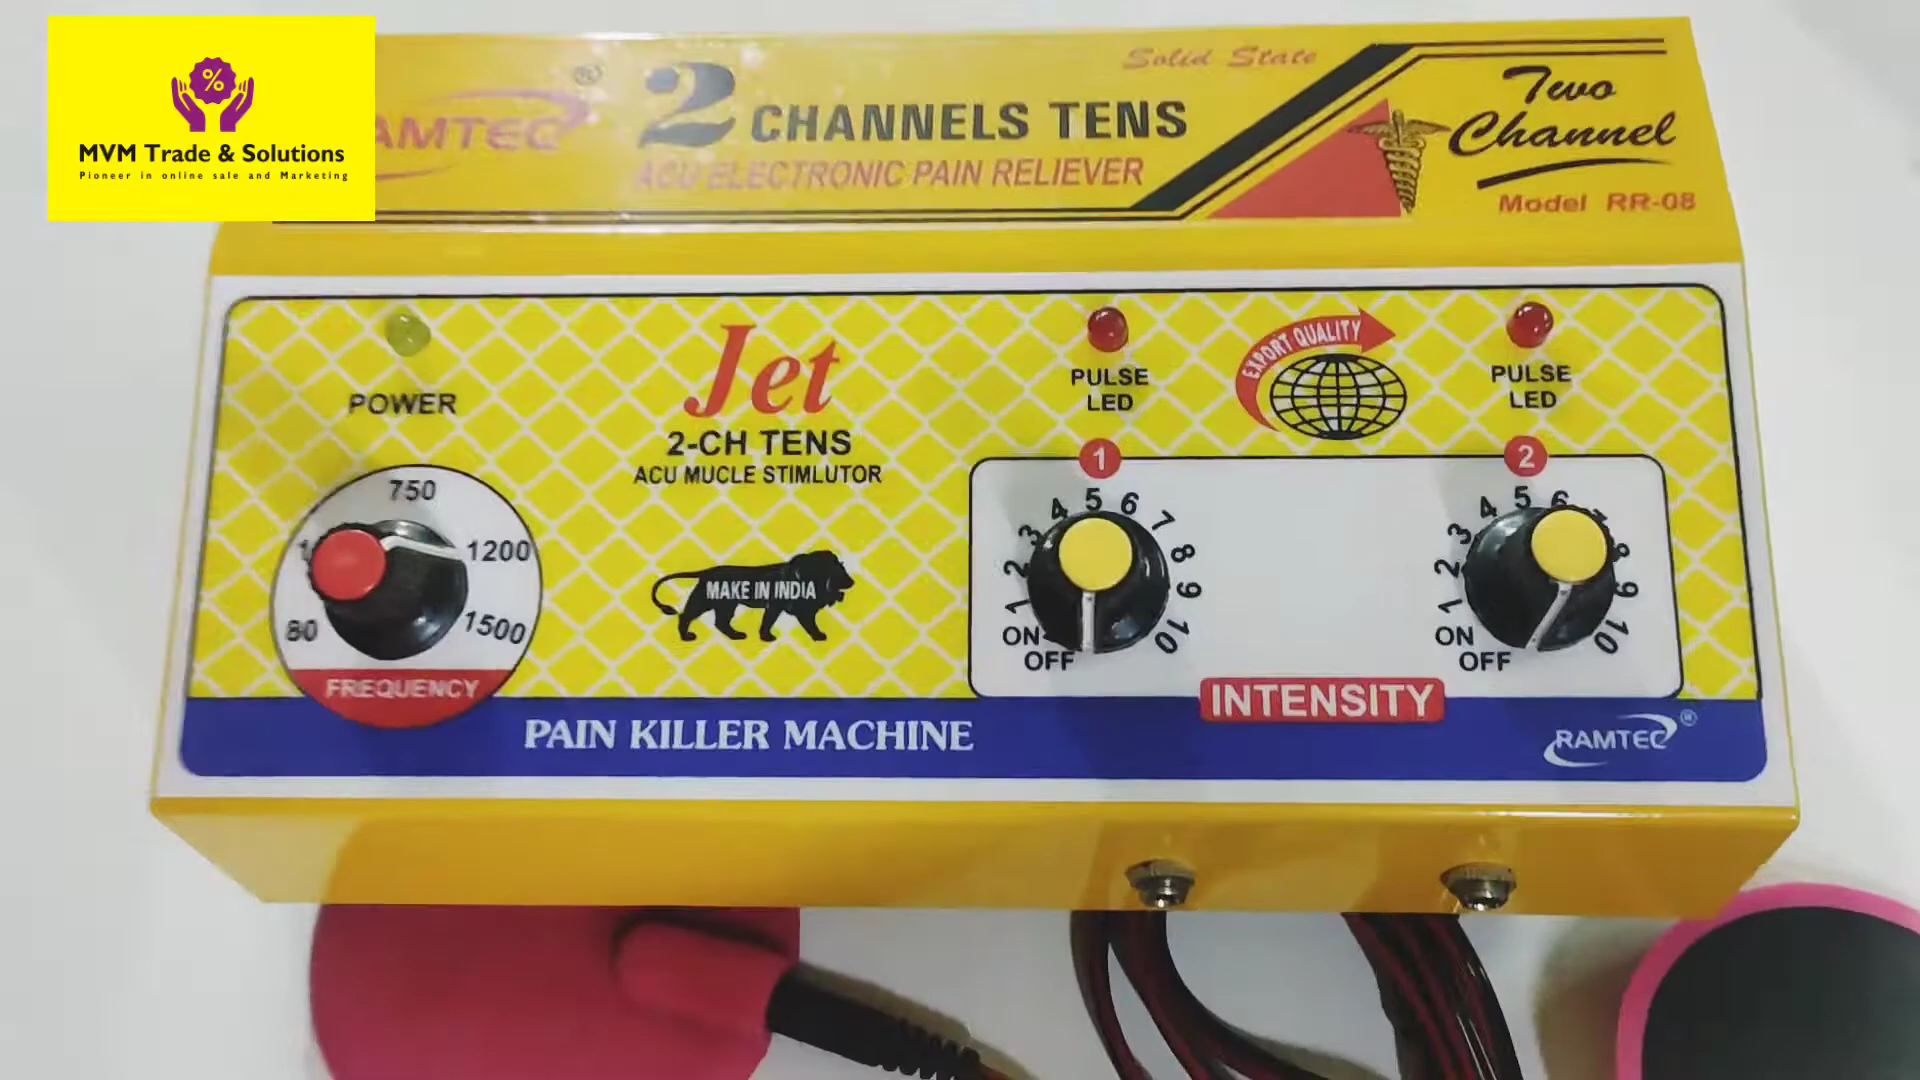 MVM Trade & Solutions
Pioneer in online sale and Marketing
AMTEC ®
2 CHANNELS TENS
ACU ELECTRONIC PAIN RELIEVER
Solid State
Two
Channel
Model RR-08
POWER
750
1200
1500
80
FREQUENCY
Jet
2-CH TENS
ACU MUCLE STIMLUTOR
MAKE IN INDIA
PULSE
LED
EXPORT QUALITY
PULSE
LED
1
ON 1 2 3 4 5 6 7 8 9 10
OFF
2
ON 1 2 3 4 5 6 8 9 10
OFF
INTENSITY
PAIN KILLER MACHINE
RAMTEC ®